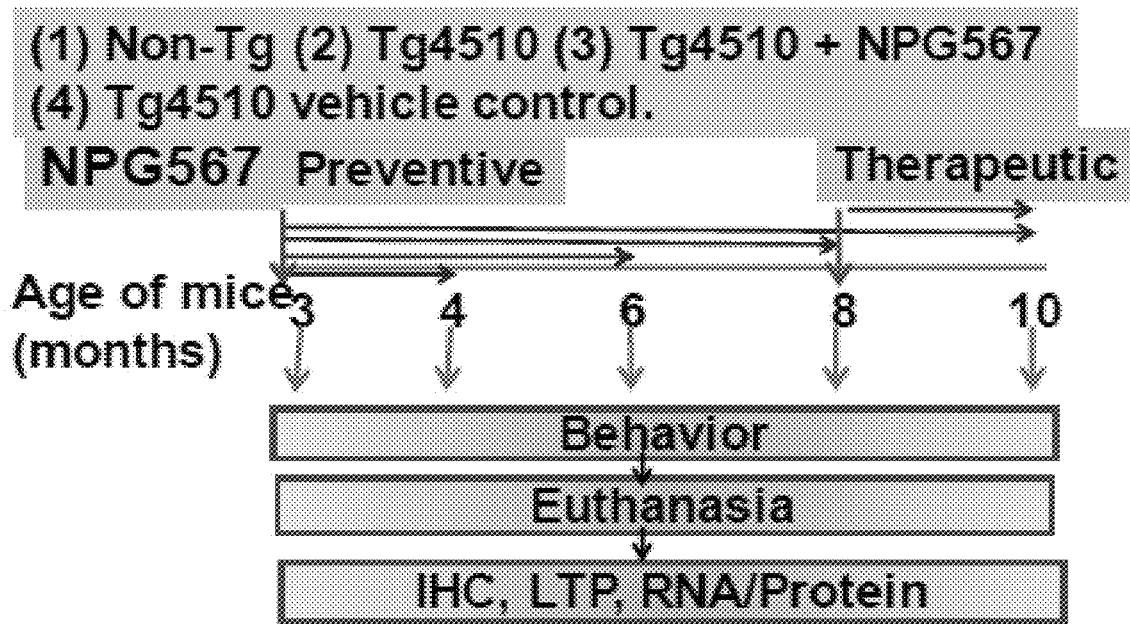 (1) Non-Tg (2) Tg4510 (3) Tg4510 + NPG567
(4) Tg4510 vehicle control.
NPG567 Preventive
Therapeutic
Age of mice
(months)
3 4 6 8 10
Behavior
Euthanasia
IHC, LTP, RNA/Protein